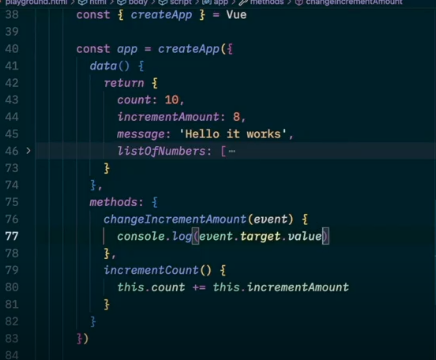 playground.html > html > body > script > app > methods > changeIncrementAmount
38 const { createApp } = Vue
39
40 const app = createApp({
41 data() {
42 return {
43 count: 10,
44 incrementAmount: 8,
45 message: 'Hello it works',
46 > listOfNumbers: [ ⋯
73 }
74 },
75 methods: {
76 changeIncrementAmount(event) {
77 console.log(event.target.value)
78 },
79 incrementCount() {
80 this.count += this.incrementAmount
81 }
82 }
83 })
84